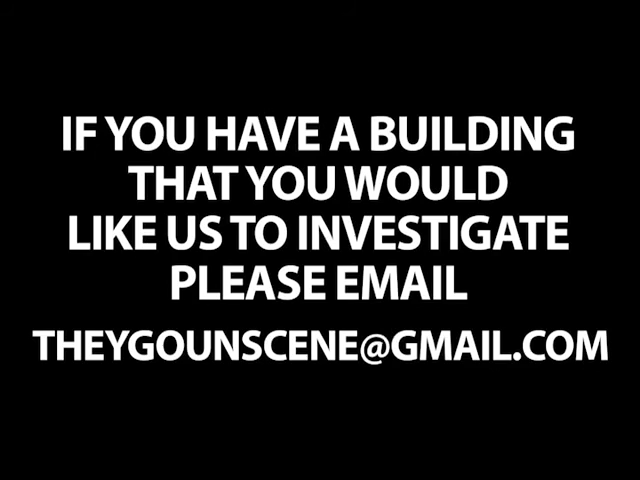 IF YOU HAVE A BUILDING
THAT YOU WOULD
LIKE US TO INVESTIGATE
PLEASE EMAIL
THEYGOUNSCENE@GMAIL.COM